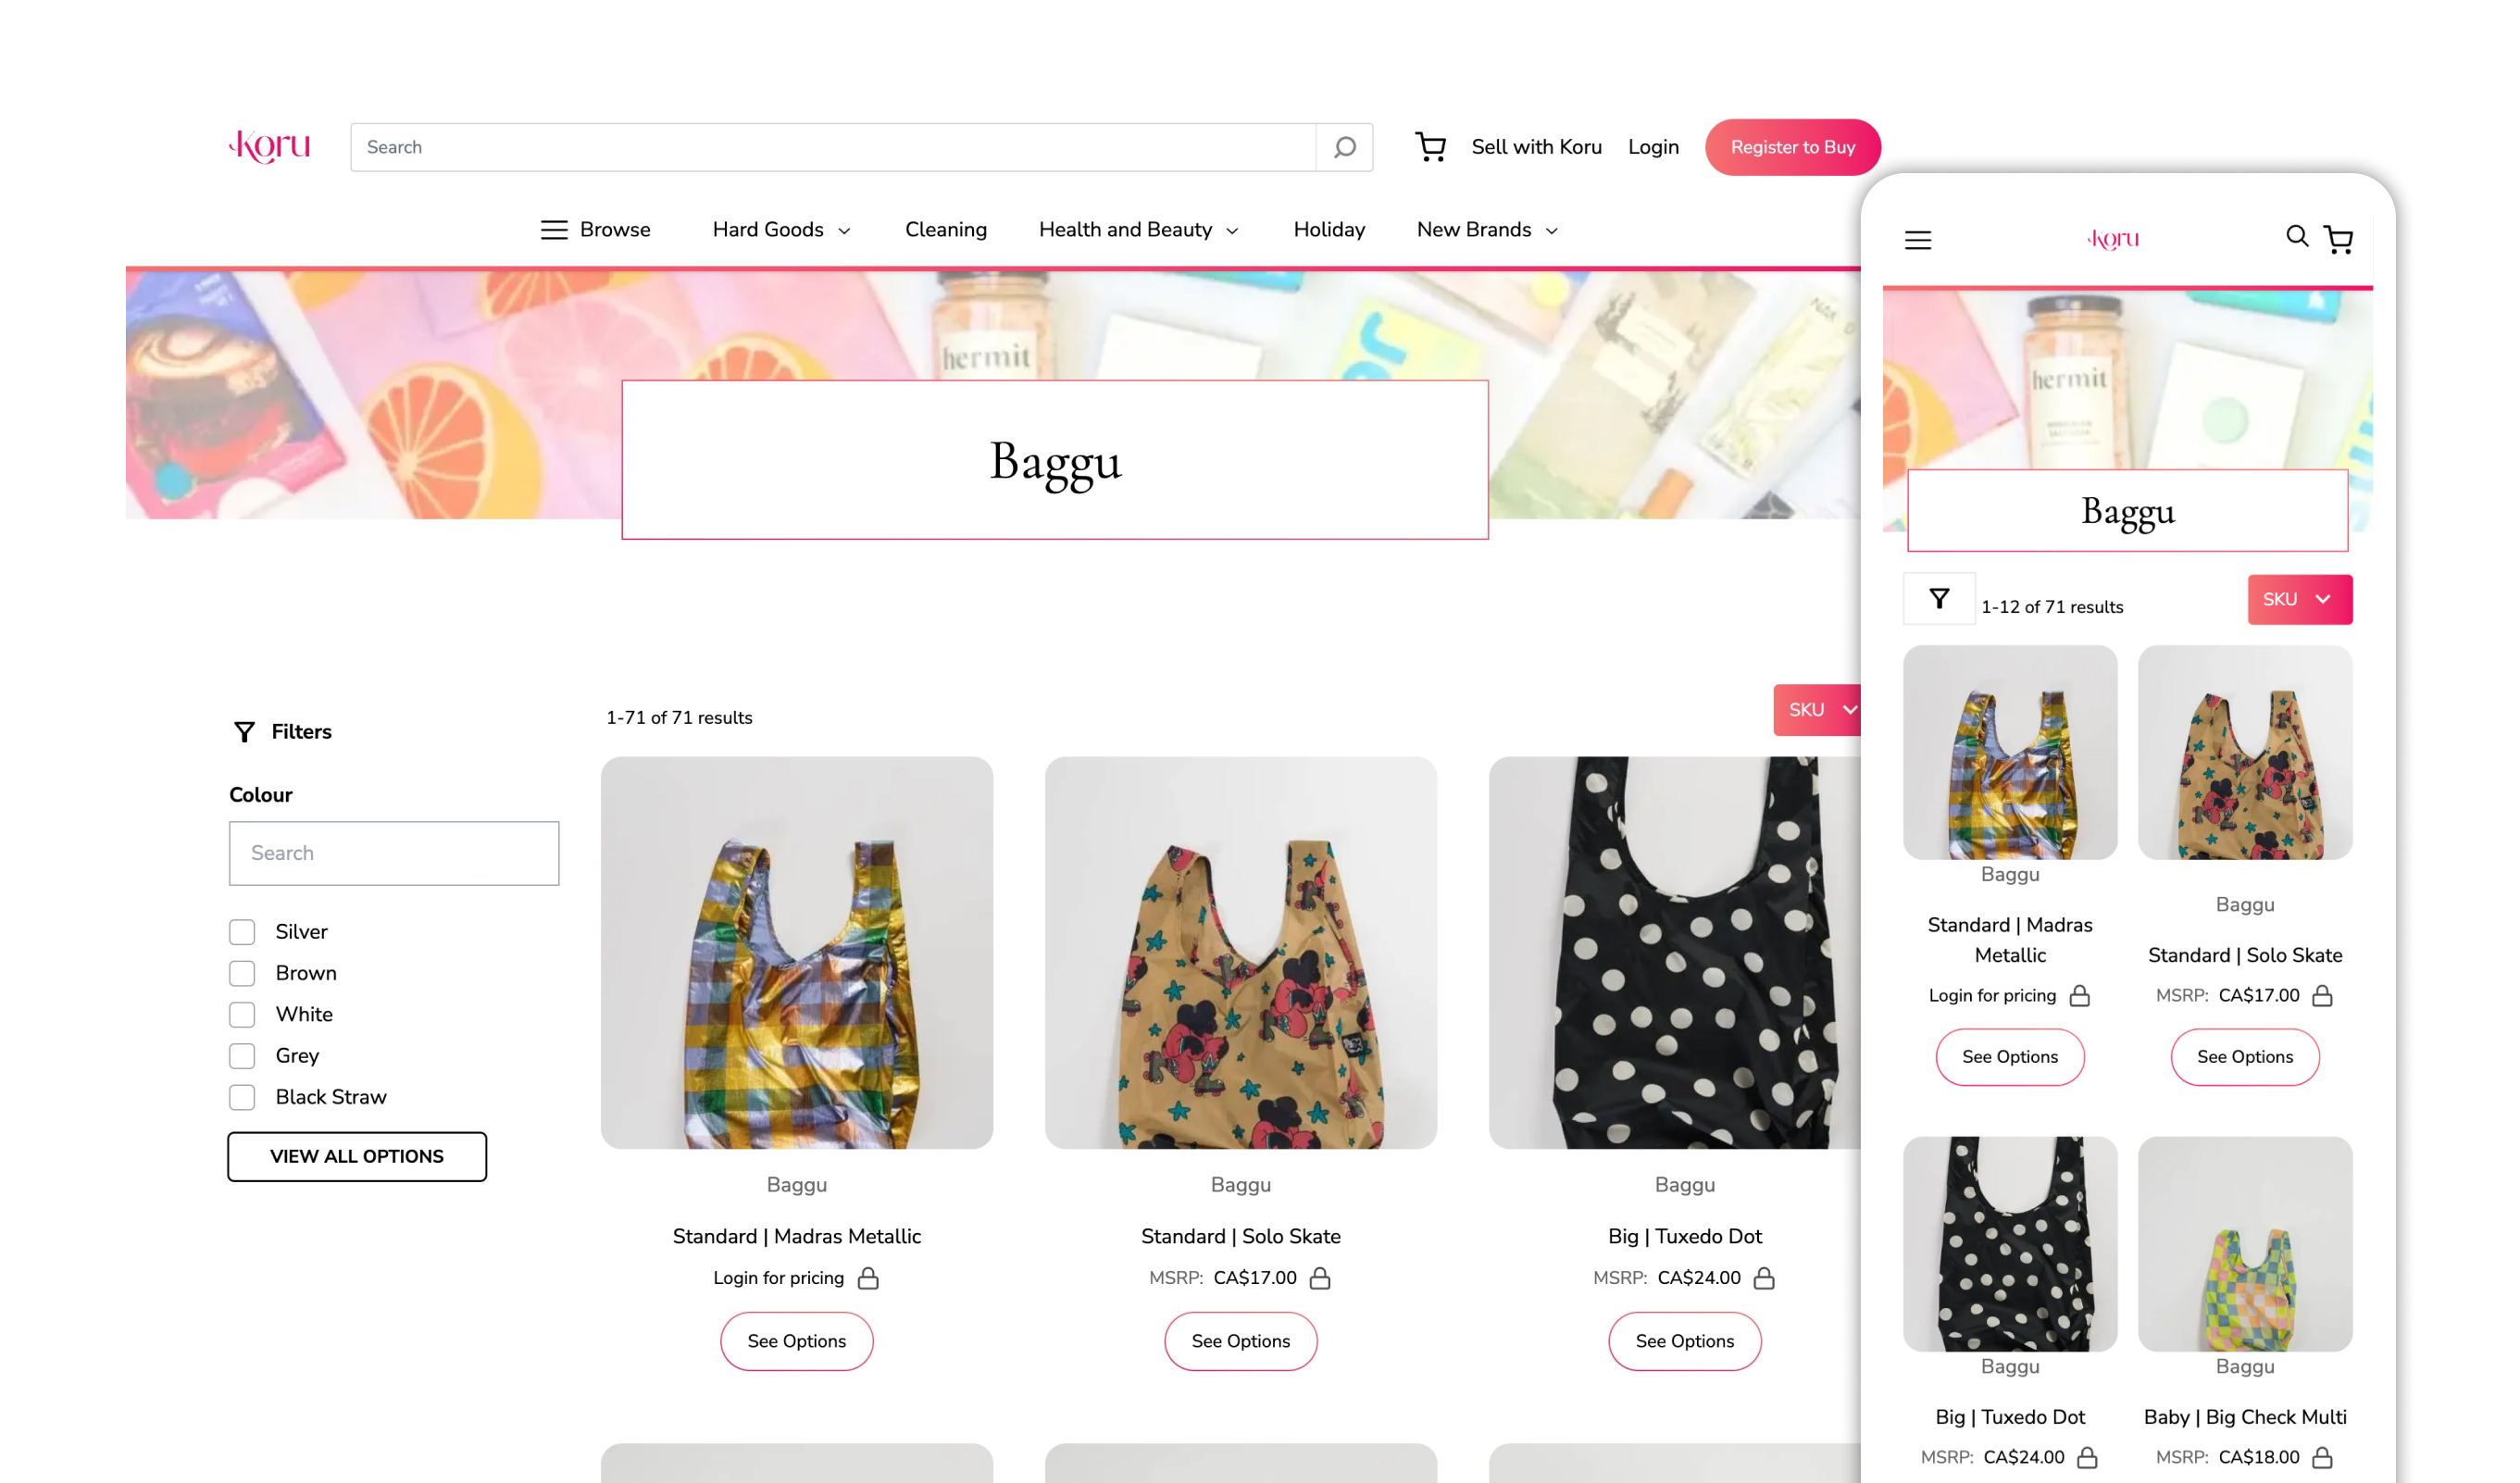 Koru
Search
Sell with Koru
Login
Register to Buy
Browse
Hard Goods
Cleaning
Health and Beauty
Holiday
New Brands
hermit
Baggu
Filters
Colour
Search
Silver
Brown
White
Grey
Black Straw
VIEW ALL OPTIONS
1-71 of 71 results
SKU
Baggu
Standard | Madras Metallic
Login for pricing
See Options
Baggu
Standard | Solo Skate
MSRP: CA$17.00
See Options
Baggu
Big | Tuxedo Dot
MSRP: CA$24.00
See Options
Koru
hermit
Baggu
1-12 of 71 results
SKU
Baggu
Standard | Madras
Metallic
Login for pricing
See Options
Baggu
Standard | Solo Skate
MSRP: CA$17.00
See Options
Baggu
Big | Tuxedo Dot
MSRP: CA$24.00
Baggu
Baby | Big Check Multi
MSRP: CA$18.00